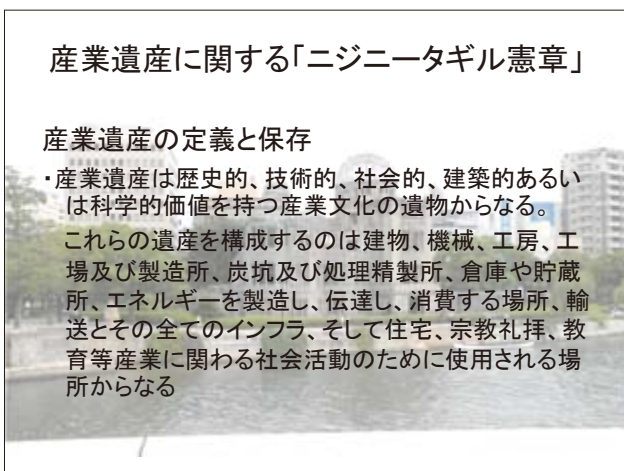 産業遺産に関する「ニジニータギル憲章」
産業遺産の定義と保存
・産業遺産は歴史的、技術的、社会的、建築的あるい
は科学的価値を持つ産業文化の遺物からなる。
これらの遺産を構成するのは建物、機械、工房、工
場及び製造所、炭坑及び処理精製所、倉庫や貯蔵
所、エネルギーを製造し、伝達し、消費する場所、輸
送とその全てのインフラ、そして住宅、宗教礼拝、教
育等産業に関わる社会活動のために使用される場
所からなる